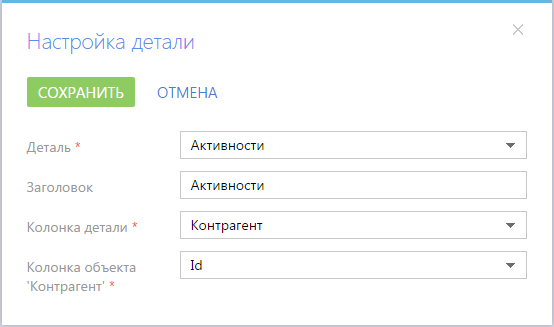 Настройка детали
СОХРАНИТЬ ОТМЕНА
Деталь * Активности
Заголовок Активности
Колонка детали * Контрагент
Колонка объекта Id
'Контрагент' *